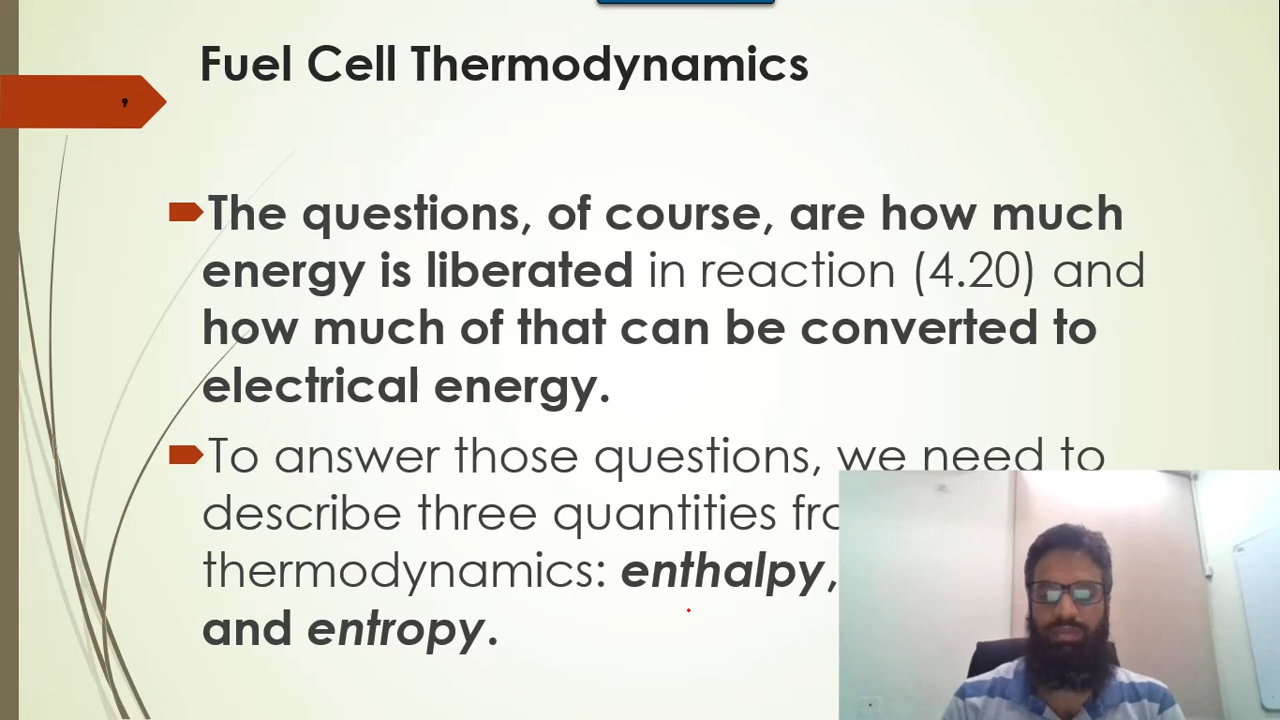 Fuel Cell Thermodynamics
9
The questions, of course, are how much
energy is liberated in reaction (4.20) and
how much of that can be converted to
electrical energy.
To answer those questions, we need to
describe three quantities
thermodynamics: enthalpy,
and entropy.